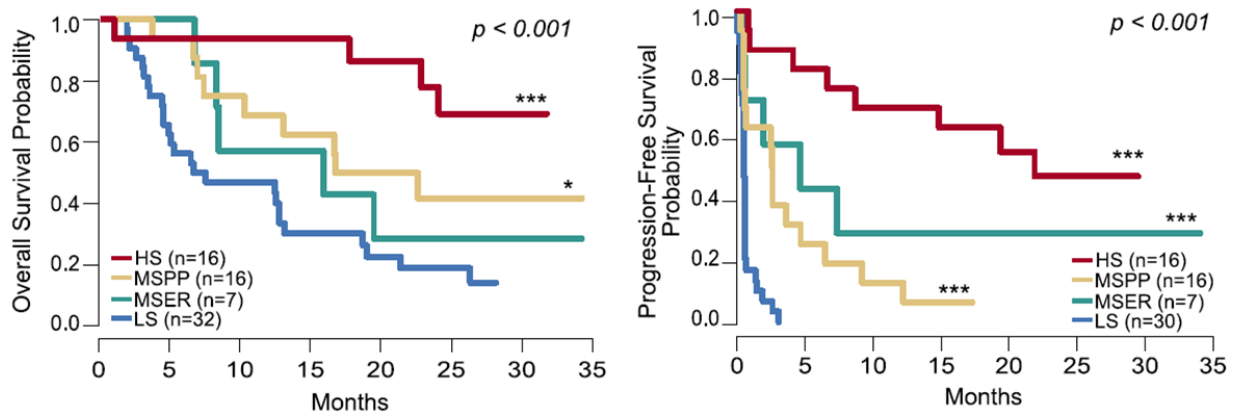 Overall Survival Probability
1.0
0.8
0.6
0.4
0.2
0.0
p < 0.001
***
*
HS (n=16)
MSPP (n=16)
MSER (n=7)
LS (n=32)
0 5 10 15 20 25 30 35
Months
Progression-Free Survival
Probability
1.0
0.8
0.6
0.4
0.2
0.0
p < 0.001
***
***
***
HS (n=16)
MSPP (n=16)
MSER (n=7)
LS (n=30)
0 5 10 15 20 25 30 35
Months